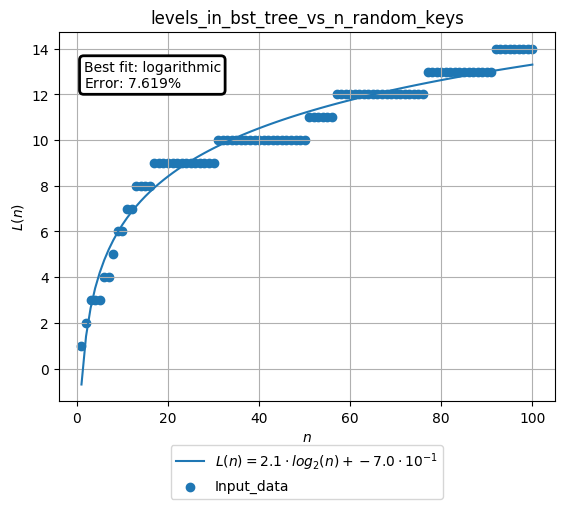 levels_in_bst_tree_vs_n_random_keys
Best fit: logarithmic
Error: 7.619%
14
12
10
8
6
4
2
0
L(n)
0 20 40 60 80 100
n
L(n) = 2.1 · log₂(n) + −7.0 · 10⁻¹
Input_data